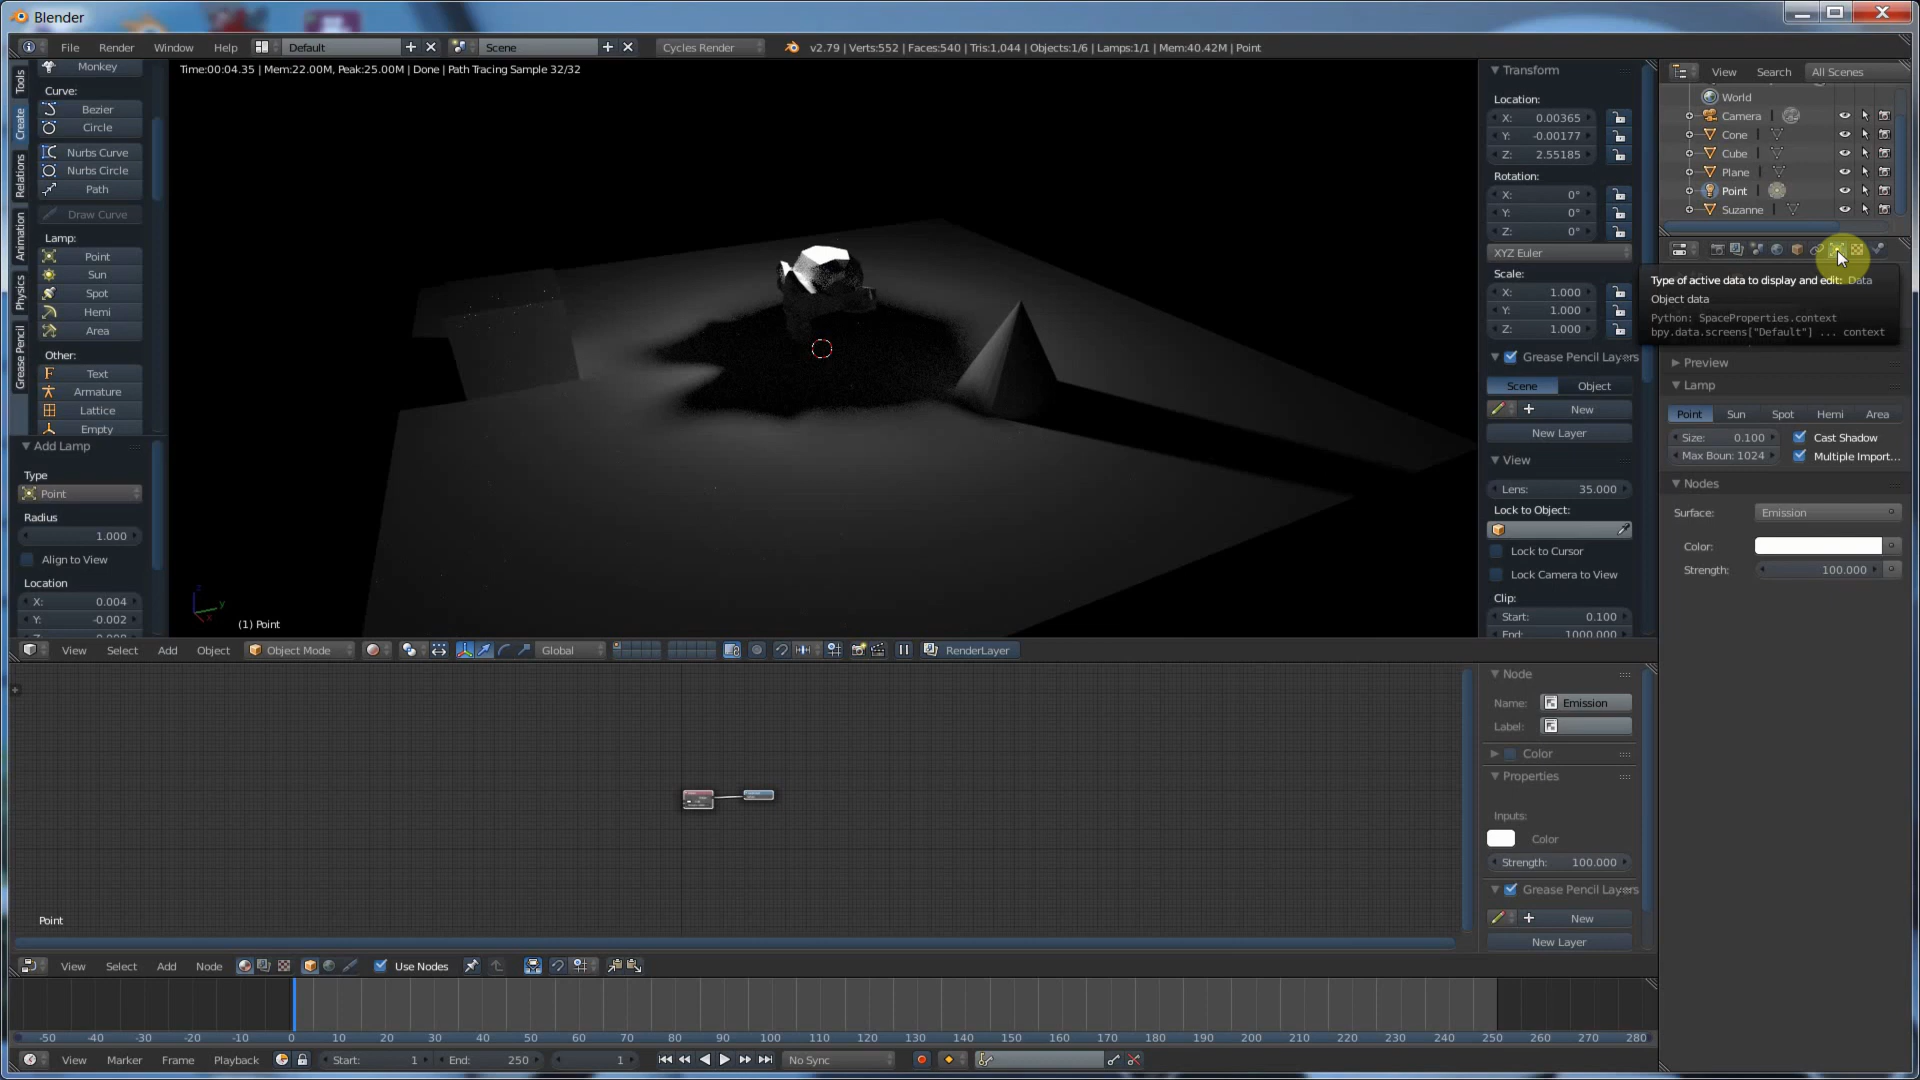 Blender
File Render Window Help Default Scene Cycles Render v2.79 | Verts:552 | Faces:540 | Tris:1,044 | Objects:1/6 | Lamps:1/1 | Mem:40.42M | Point
Time:00:04.35 | Mem:22.00M, Peak:25.00M | Done | Path Tracing Sample 32/32
Tools
Create
Relations
Animation
Physics
Grease Pencil
Monkey
Curve:
Bezier
Circle
Nurbs Curve
Nurbs Circle
Path
Draw Curve
Lamp:
Point
Sun
Spot
Hemi
Area
Other:
Text
Armature
Lattice
Empty
Add Lamp
Type
Point
Radius
1.000
Align to View
Location
X: 0.004
Y: -0.002
(1) Point
Transform
Location:
X: 0.00365
Y: -0.00177
Z: 2.55185
Rotation:
X: 0°
Y: 0°
Z: 0°
XYZ Euler
Scale:
X: 1.000
Y: 1.000
Z: 1.000
Grease Pencil Layers
Scene Object
New
New Layer
View
Lens: 35.000
Lock to Object:
Lock to Cursor
Lock Camera to View
Clip:
Start: 0.100
End: 1000.000
View Search All Scenes
World
Camera
Cone
Cube
Plane
Point
Suzanne
Type of active data to display and edit: Data
Object data
Python: SpaceProperties.context
bpy.data.screens["Default"] ... context
Preview
Lamp
Point Sun Spot Hemi Area
Size: 0.100 Cast Shadow
Max Boun: 1024 Multiple Import...
Nodes
Surface: Emission
Color:
Strength: 100.000
View Select Add Object Object Mode Global RenderLayer
Node
Name: Emission
Label:
Color
Properties
Inputs:
Color
Strength: 100.000
Grease Pencil Layers
New
New Layer
Point
View Select Add Node Use Nodes
-50 -40 -30 -20 -10 0 10 20 30 40 50 60 70 80 90 100 110 120 130 140 150 160 170 180 190 200 210 220 230 240 250 260 270 280
View Marker Frame Playback Start: 1 End: 250 1 No Sync